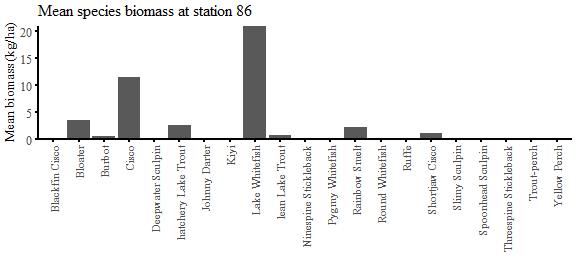 Mean species biomass at station 86
Mean biomass (kg/ha)
20
15
10
5
0
Blackfin Cisco
Bloater
Burbot
Cisco
Deepwater Sculpin
hatchery Lake Trout
Johnny Darter
Kiyi
Lake Whitefish
lean Lake Trout
Ninespine Stickleback
Pygmy Whitefish
Rainbow Smelt
Round Whitefish
Ruffe
Shortjaw Cisco
Slimy Sculpin
Spoonhead Sculpin
Threespine Stickleback
Trout-perch
Yellow Perch